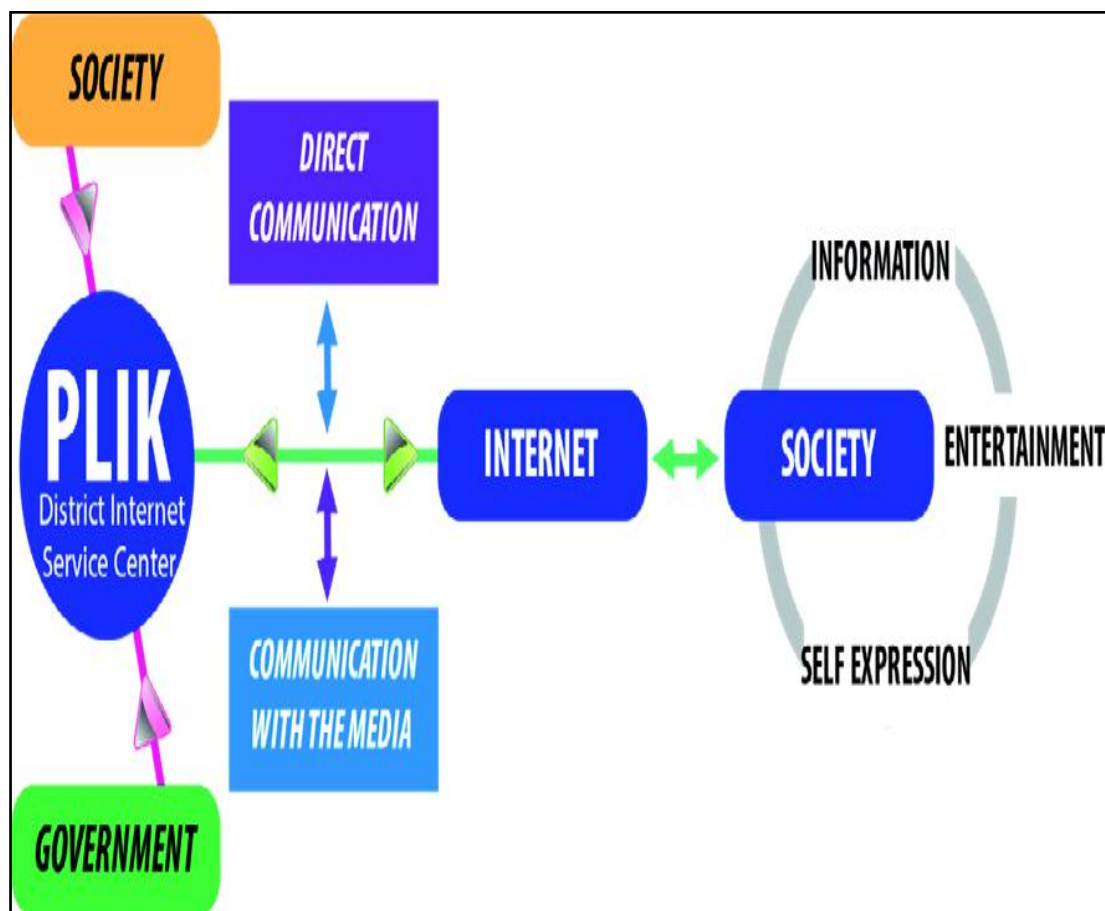 SOCIETY
DIRECT
COMMUNICATION
INFORMATION
PLIK
District Internet
Service Center
INTERNET
SOCIETY
ENTERTAINMENT
COMMUNICATION
WITH THE MEDIA
SELF EXPRESSION
GOVERNMENT